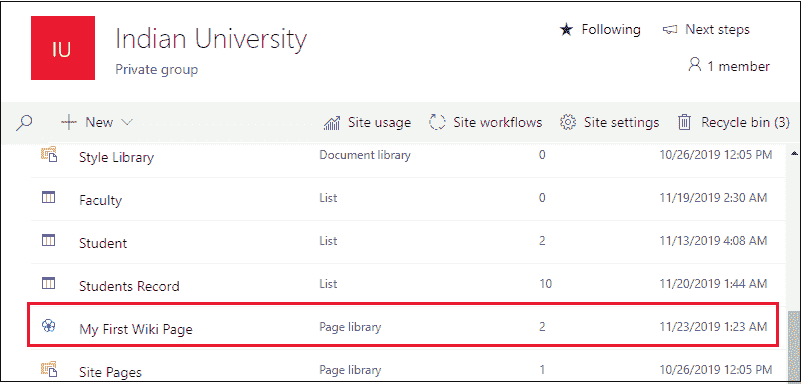 IU
Indian University
Private group
Following
Next steps
1 member
New
Site usage
Site workflows
Site settings
Recycle bin (3)
Style Library Document library 0 10/26/2019 12:05 PM
Faculty List 0 11/19/2019 2:30 AM
Student List 2 11/13/2019 4:08 AM
Students Record List 10 11/20/2019 1:44 AM
My First Wiki Page Page library 2 11/23/2019 1:23 AM
Site Pages Page library 1 10/26/2019 12:05 PM